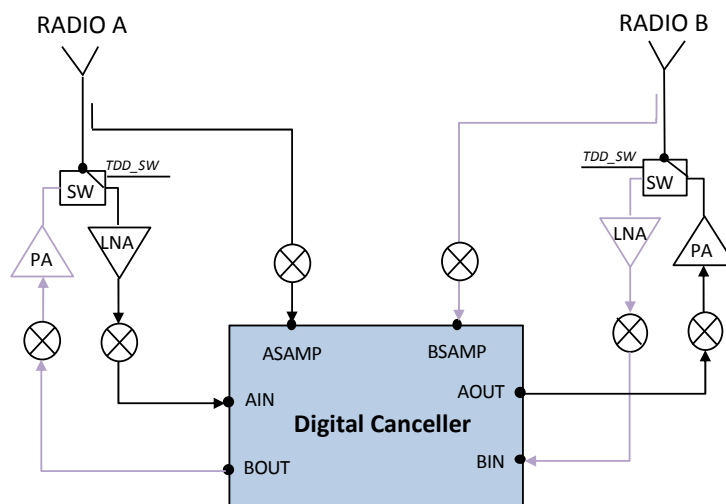 RADIO A
RADIO B
TDD_SW
TDD_SW
SW
SW
LNA
LNA
PA
PA
ASAMP
BSAMP
AIN
AOUT
Digital Canceller
BOUT
BIN